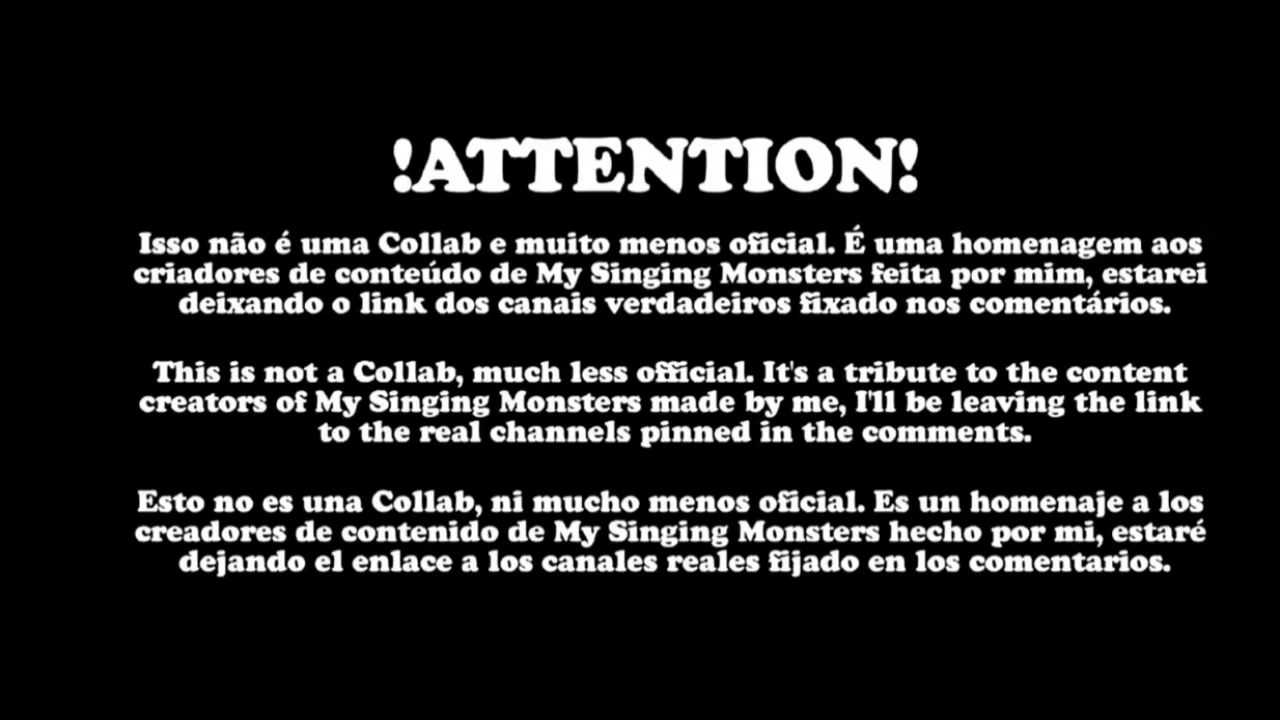 !ATTENTION!
Isso não é uma Collab e muito menos oficial. É uma homenagem aos
criadores de conteúdo de My Singing Monsters feita por mim, estarei
deixando o link dos canais verdadeiros fixado nos comentários.
This is not a Collab, much less official. It's a tribute to the content
creators of My Singing Monsters made by me, I'll be leaving the link
to the real channels pinned in the comments.
Esto no es una Collab, ni mucho menos oficial. Es un homenaje a los
creadores de contenido de My Singing Monsters hecho por mi, estaré
dejando el enlace a los canales reales fijado en los comentarios.